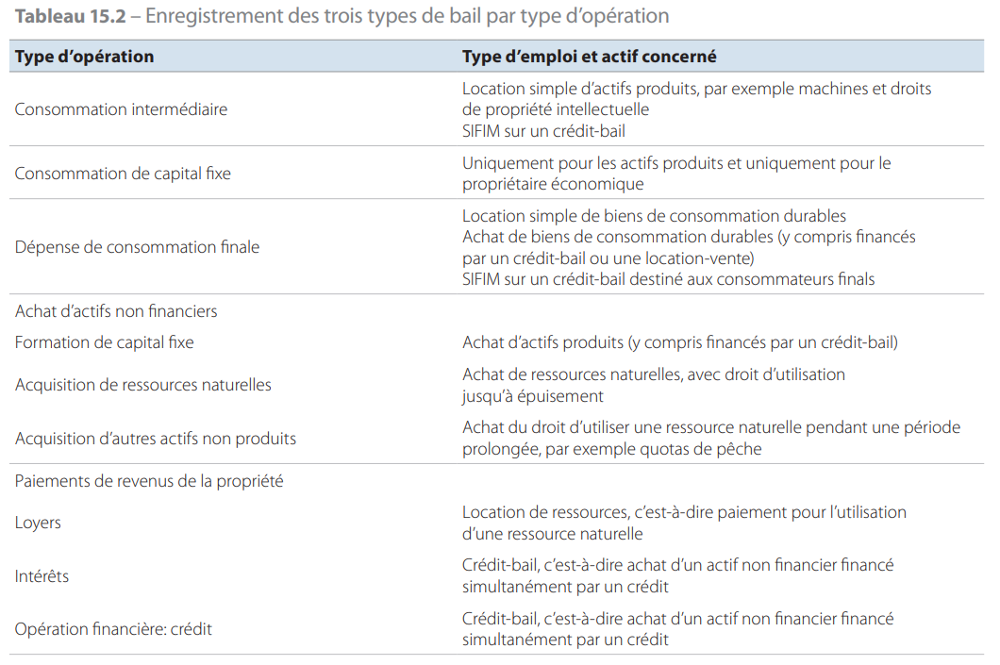 Tableau 15.2 – Enregistrement des trois types de bail par type d’opération
Type d’opération
Type d’emploi et actif concerné
Consommation intermédiaire
Location simple d’actifs produits, par exemple machines et droits
de propriété intellectuelle
SIFIM sur un crédit-bail
Consommation de capital fixe
Uniquement pour les actifs produits et uniquement pour le
propriétaire économique
Dépense de consommation finale
Location simple de biens de consommation durables
Achat de biens de consommation durables (y compris financés
par un crédit-bail ou une location-vente)
SIFIM sur un crédit-bail destiné aux consommateurs finals
Achat d’actifs non financiers
Formation de capital fixe
Achat d’actifs produits (y compris financés par un crédit-bail)
Acquisition de ressources naturelles
Achat de ressources naturelles, avec droit d’utilisation
jusqu’à épuisement
Acquisition d’autres actifs non produits
Achat du droit d’utiliser une ressource naturelle pendant une période
prolongée, par exemple quotas de pêche
Paiements de revenus de la propriété
Loyers
Location de ressources, c’est-à-dire paiement pour l’utilisation
d’une ressource naturelle
Intérêts
Crédit-bail, c’est-à-dire achat d’un actif non financier financé
simultanément par un crédit
Opération financière: crédit
Crédit-bail, c’est-à-dire achat d’un actif non financier financé
simultanément par un crédit